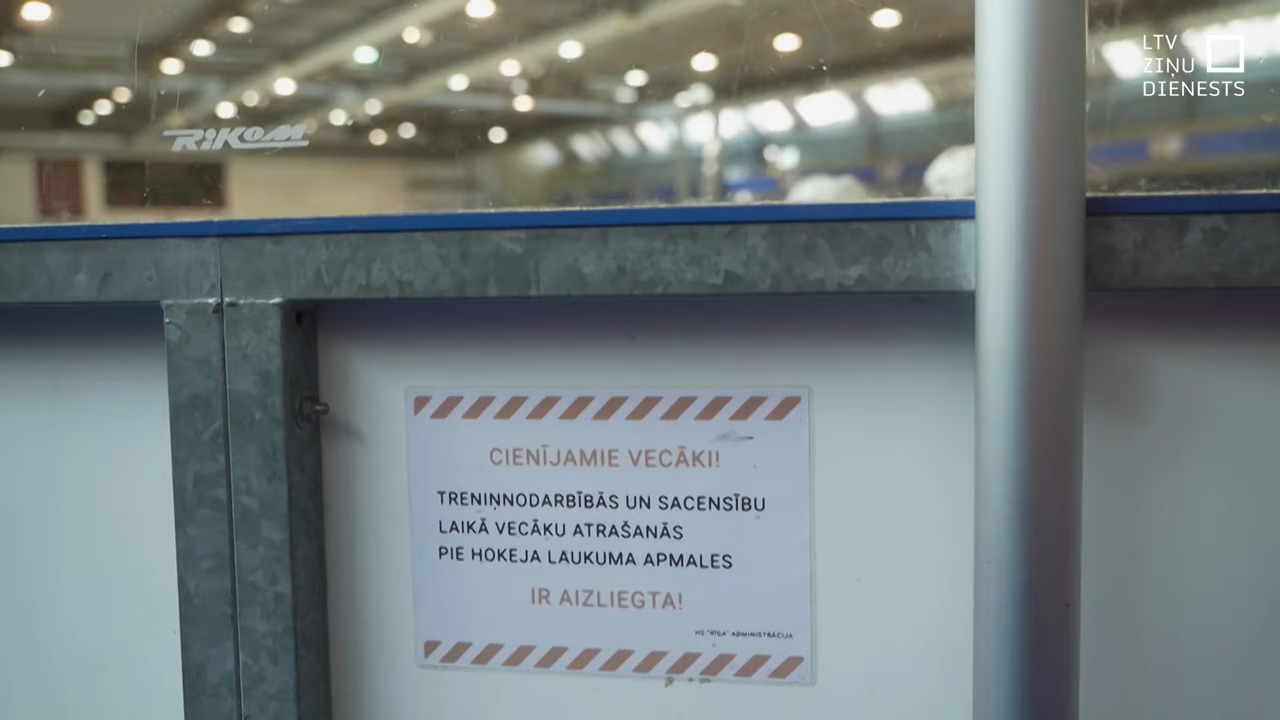 LTV
ZIŅU
DIENESTS
RIKOM
CIENĪJAMIE VECĀKI!
TRENIŅNODARBĪBĀS UN SACENSĪBU
LAIKĀ VECĀKU ATRAŠANĀS
PIE HOKEJA LAUKUMA APMALES
IR AIZLIEGTA!
HS "RĪGA" ADMINISTRĀCIJA